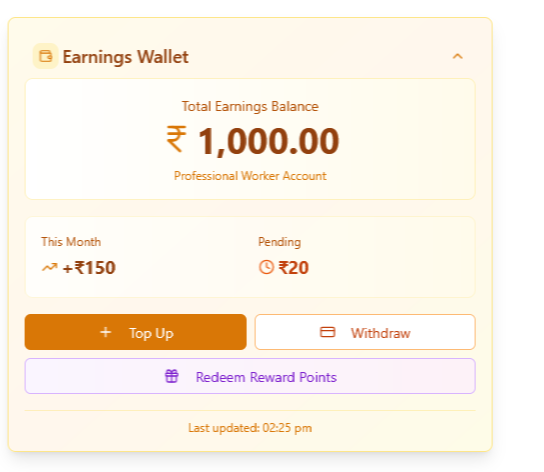 Earnings Wallet
Total Earnings Balance
₹ 1,000.00
Professional Worker Account
This Month Pending
+₹150 ₹20
+ Top Up Withdraw
Redeem Reward Points
Last updated: 02:25 pm